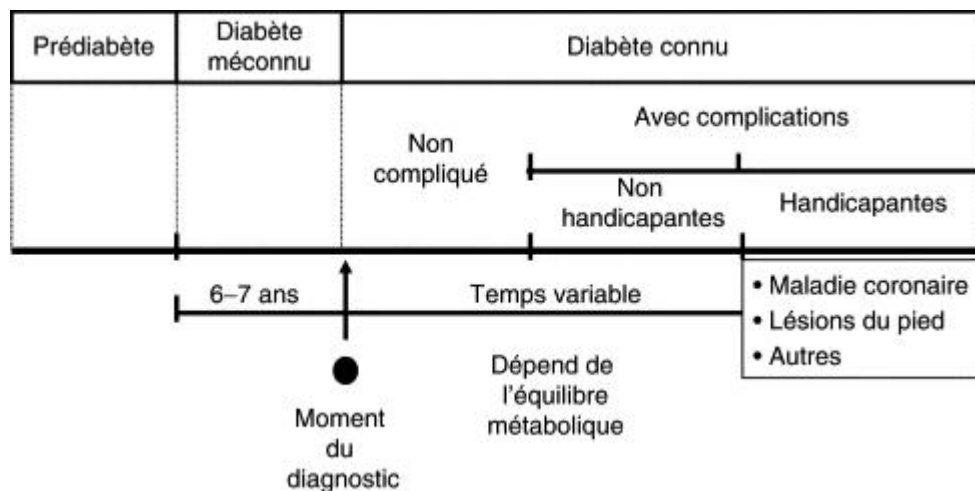 Prédiabète
Diabète
méconnu
Diabète connu
Avec complications
Non
compliqué
Non
handicapantes
Handicapantes
6–7 ans
Temps variable
• Maladie coronaire
• Lésions du pied
• Autres
Dépend de
l'équilibre
métabolique
Moment
du
diagnostic